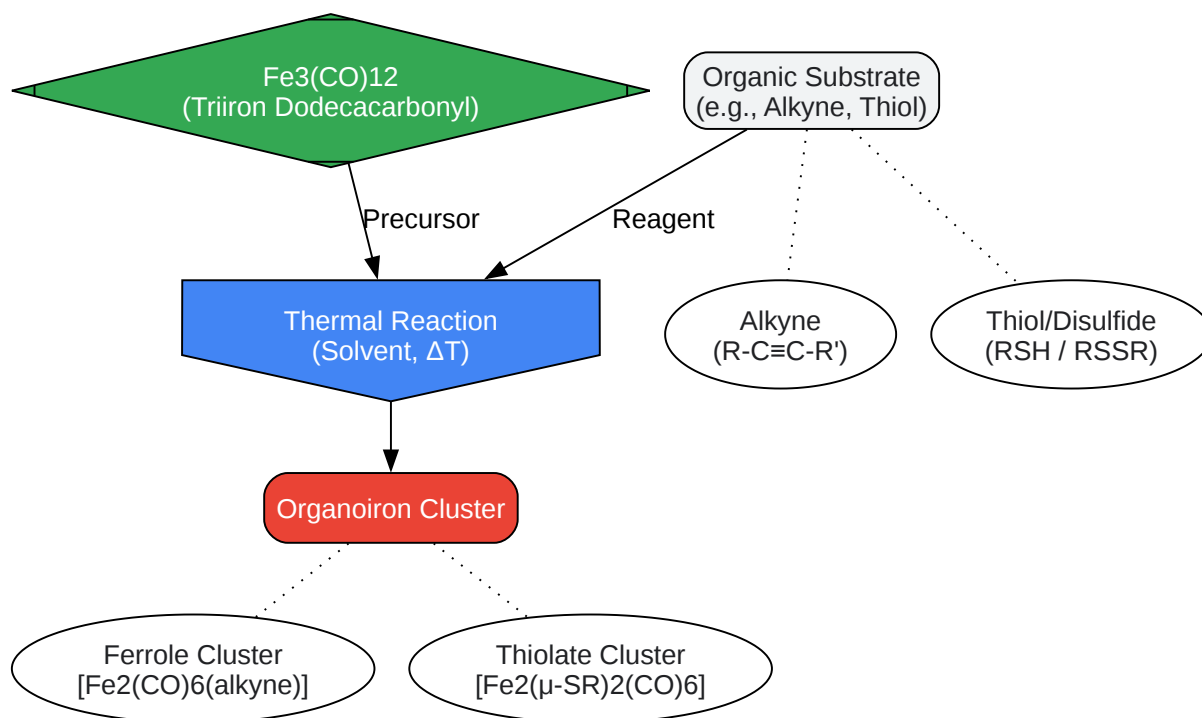 Fe3(CO)12
(Triiron Dodecacarbonyl)
Organic Substrate
(e.g., Alkyne, Thiol)
Precursor
Reagent
Thermal Reaction
(Solvent, ΔT)
Alkyne
(R-C≡C-R')
Thiol/Disulfide
(RSH / RSSR)
Organoiron Cluster
Ferrole Cluster
[Fe2(CO)6(alkyne)]
Thiolate Cluster
[Fe2(μ-SR)2(CO)6]